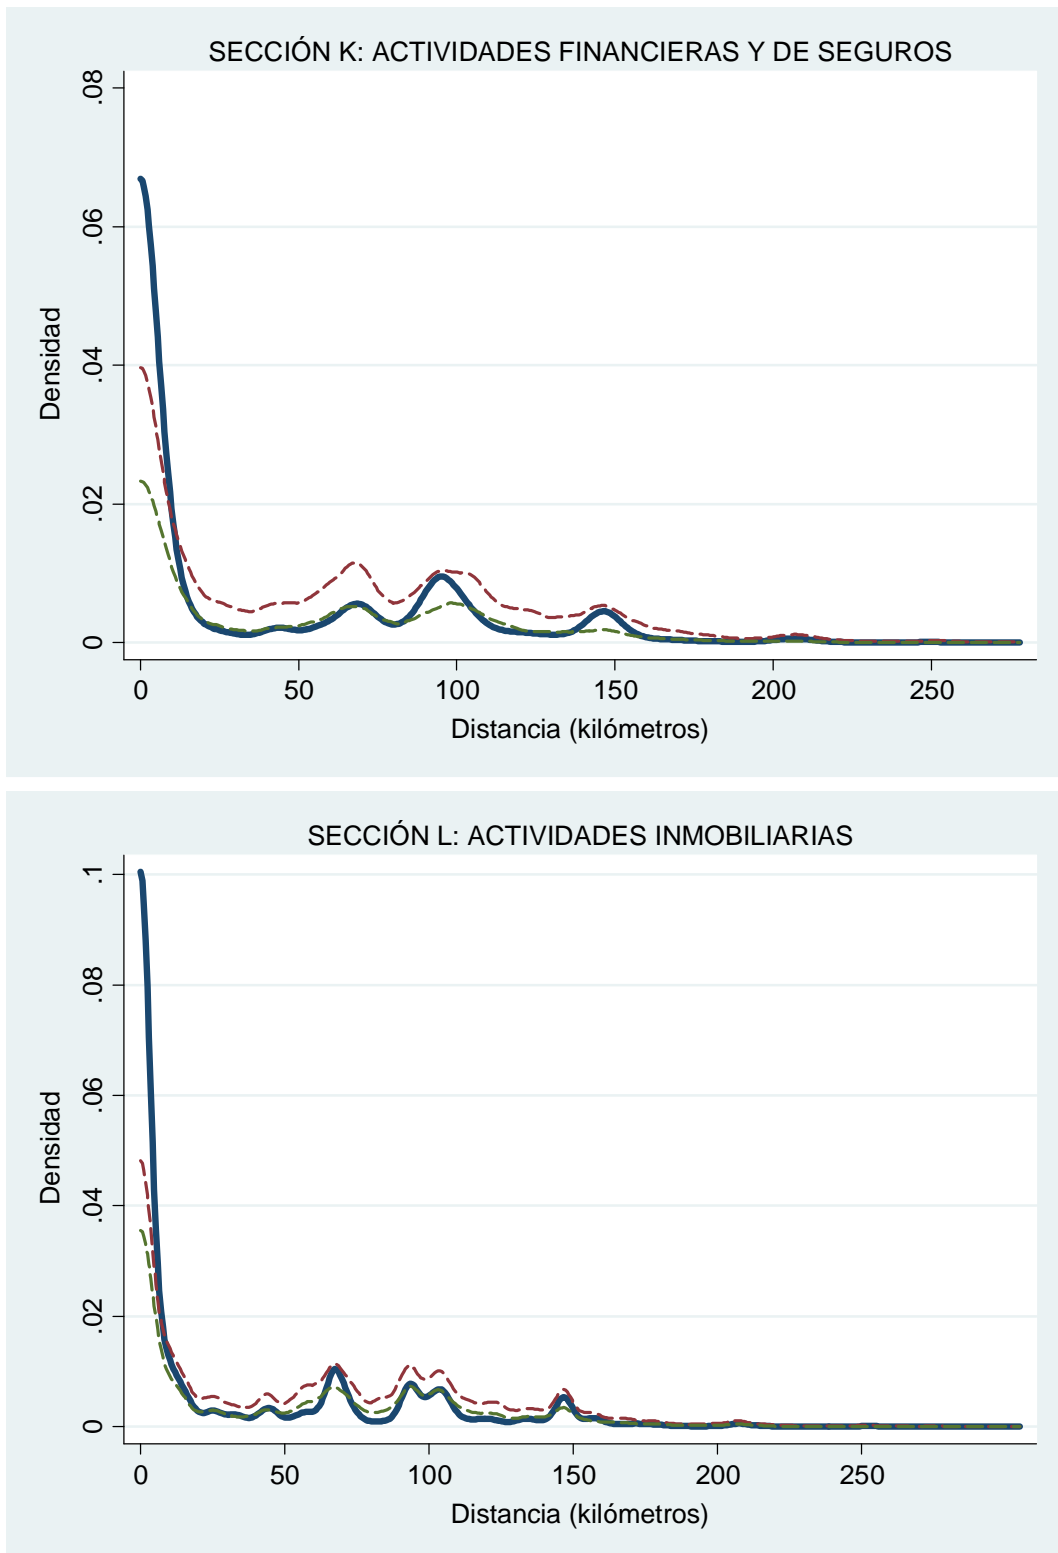 SECCIÓN K: ACTIVIDADES FINANCIERAS Y DE SEGUROS
.08
.06
.04
.02
0
Densidad
0 50 100 150 200 250
Distancia (kilómetros)
SECCIÓN L: ACTIVIDADES INMOBILIARIAS
.1
.08
.06
.04
.02
0
Densidad
0 50 100 150 200 250
Distancia (kilómetros)